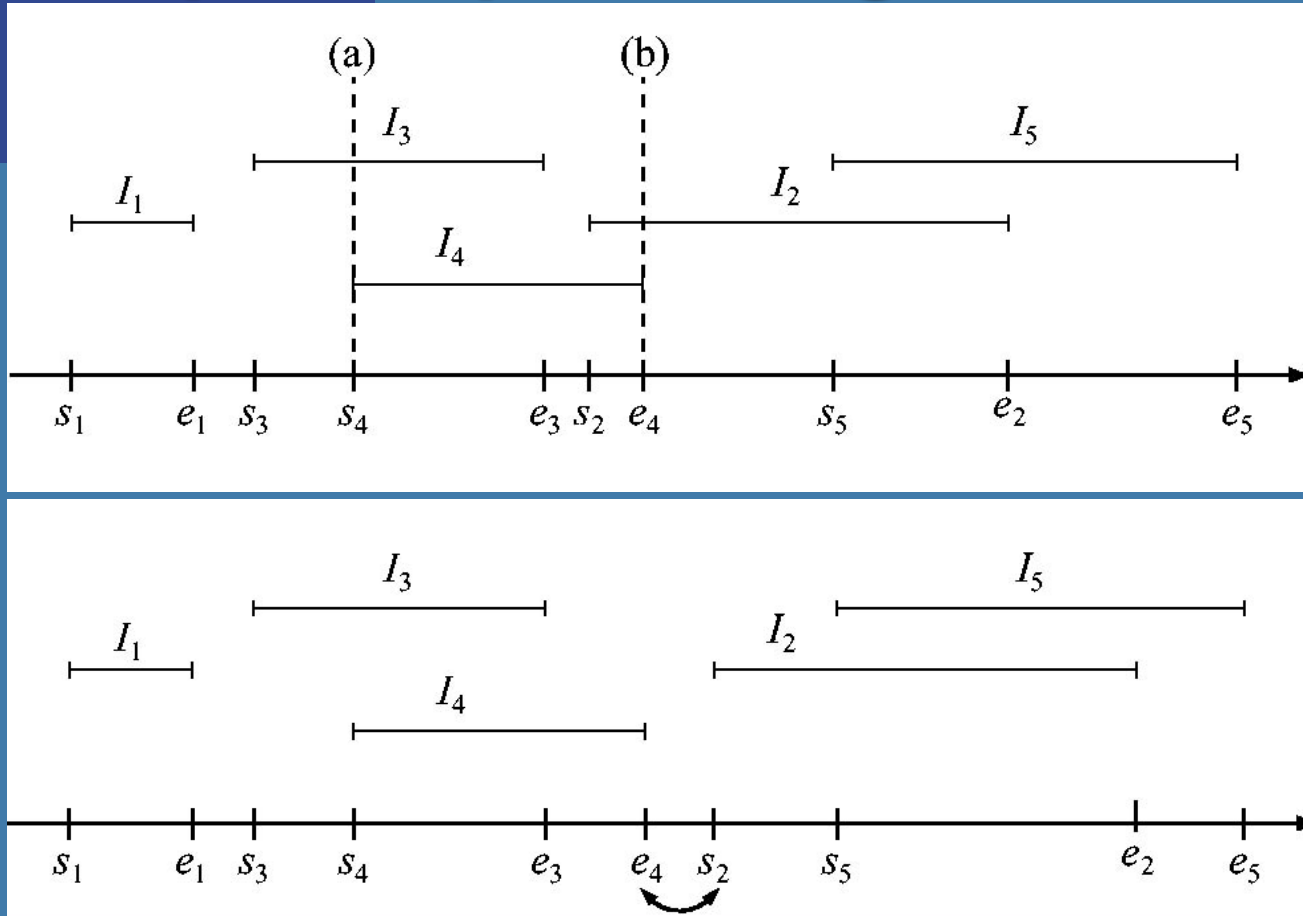 (a) (b)
I₃ I₅
I₁ I₂
I₄
s₁ e₁ s₃ s₄ e₃ s₂ e₄ s₅ e₂ e₅
I₃ I₅
I₁ I₂
I₄
s₁ e₁ s₃ s₄ e₃ e₄ s₂ s₅ e₂ e₅